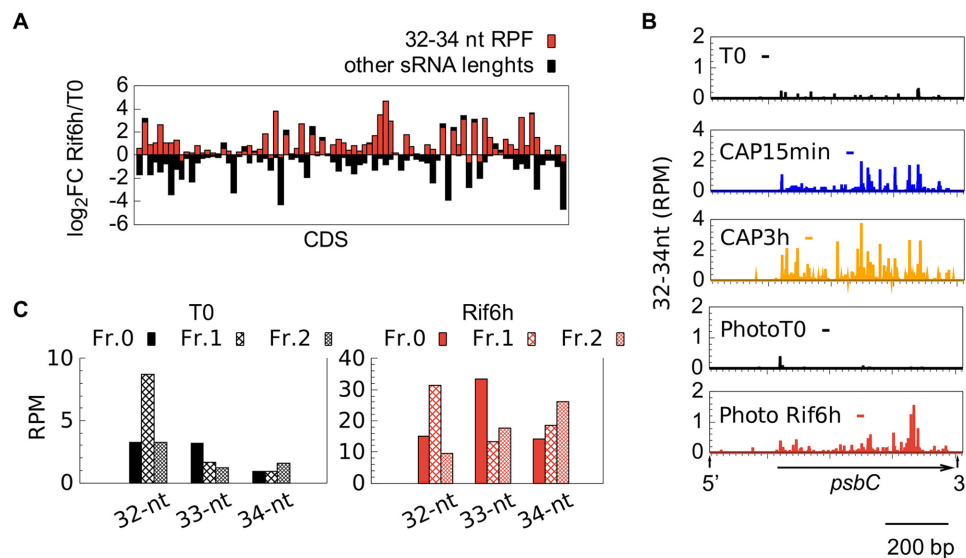 A
32-34 nt RPF
other sRNA lenghts
log2FC Rif6h/T0
6
4
2
0
-2
-4
-6
CDS
B
32-34nt (RPM)
2
T0
0
2
CAP15min
0
4
CAP3h
2
0
2
PhotoT0
0
2
Photo Rif6h
0
5’
psbC
3
200 bp
C
T0
Fr.0 Fr.1 Fr.2
RPM
10
5
0
32-nt 33-nt 34-nt
Rif6h
Fr.0 Fr.1 Fr.2
40
30
20
10
0
32-nt 33-nt 34-nt